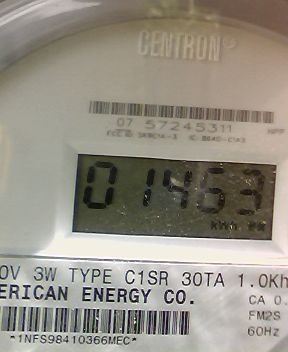 CENTRON®
07 57245311
01463
0V 3W TYPE C1SR 30TA 1.0Kh
ERICAN ENERGY CO.
CA 0.
FM2S
60Hz
*1NFS98410366MEC*